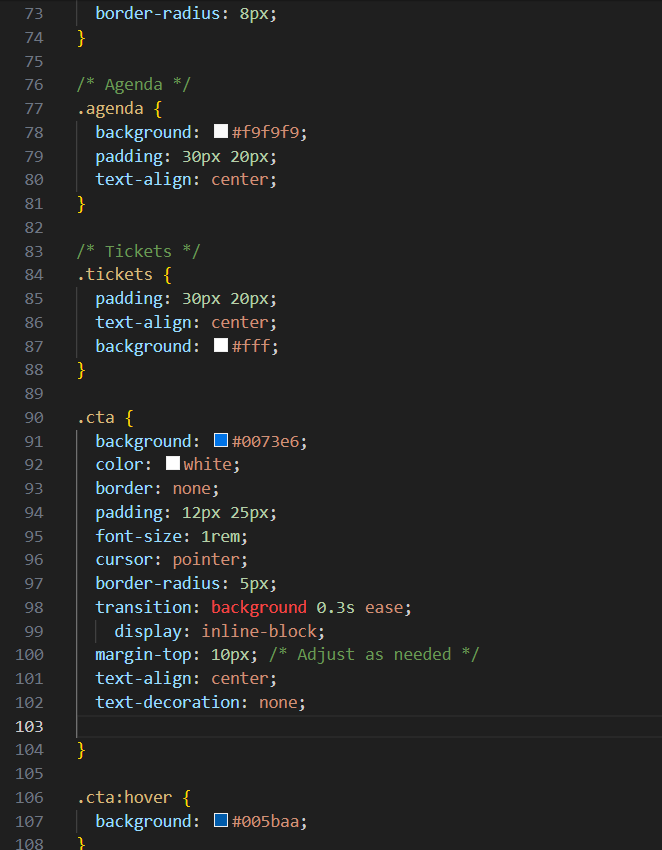 73 border-radius: 8px;
74 }
75
76 /* Agenda */
77 .agenda {
78 background: #f9f9f9;
79 padding: 30px 20px;
80 text-align: center;
81 }
82
83 /* Tickets */
84 .tickets {
85 padding: 30px 20px;
86 text-align: center;
87 background: #fff;
88 }
89
90 .cta {
91 background: #0073e6;
92 color: white;
93 border: none;
94 padding: 12px 25px;
95 font-size: 1rem;
96 cursor: pointer;
97 border-radius: 5px;
98 transition: background 0.3s ease;
99 display: inline-block;
100 margin-top: 10px; /* Adjust as needed */
101 text-align: center;
102 text-decoration: none;
103
104 }
105
106 .cta:hover {
107 background: #005baa;
108 }